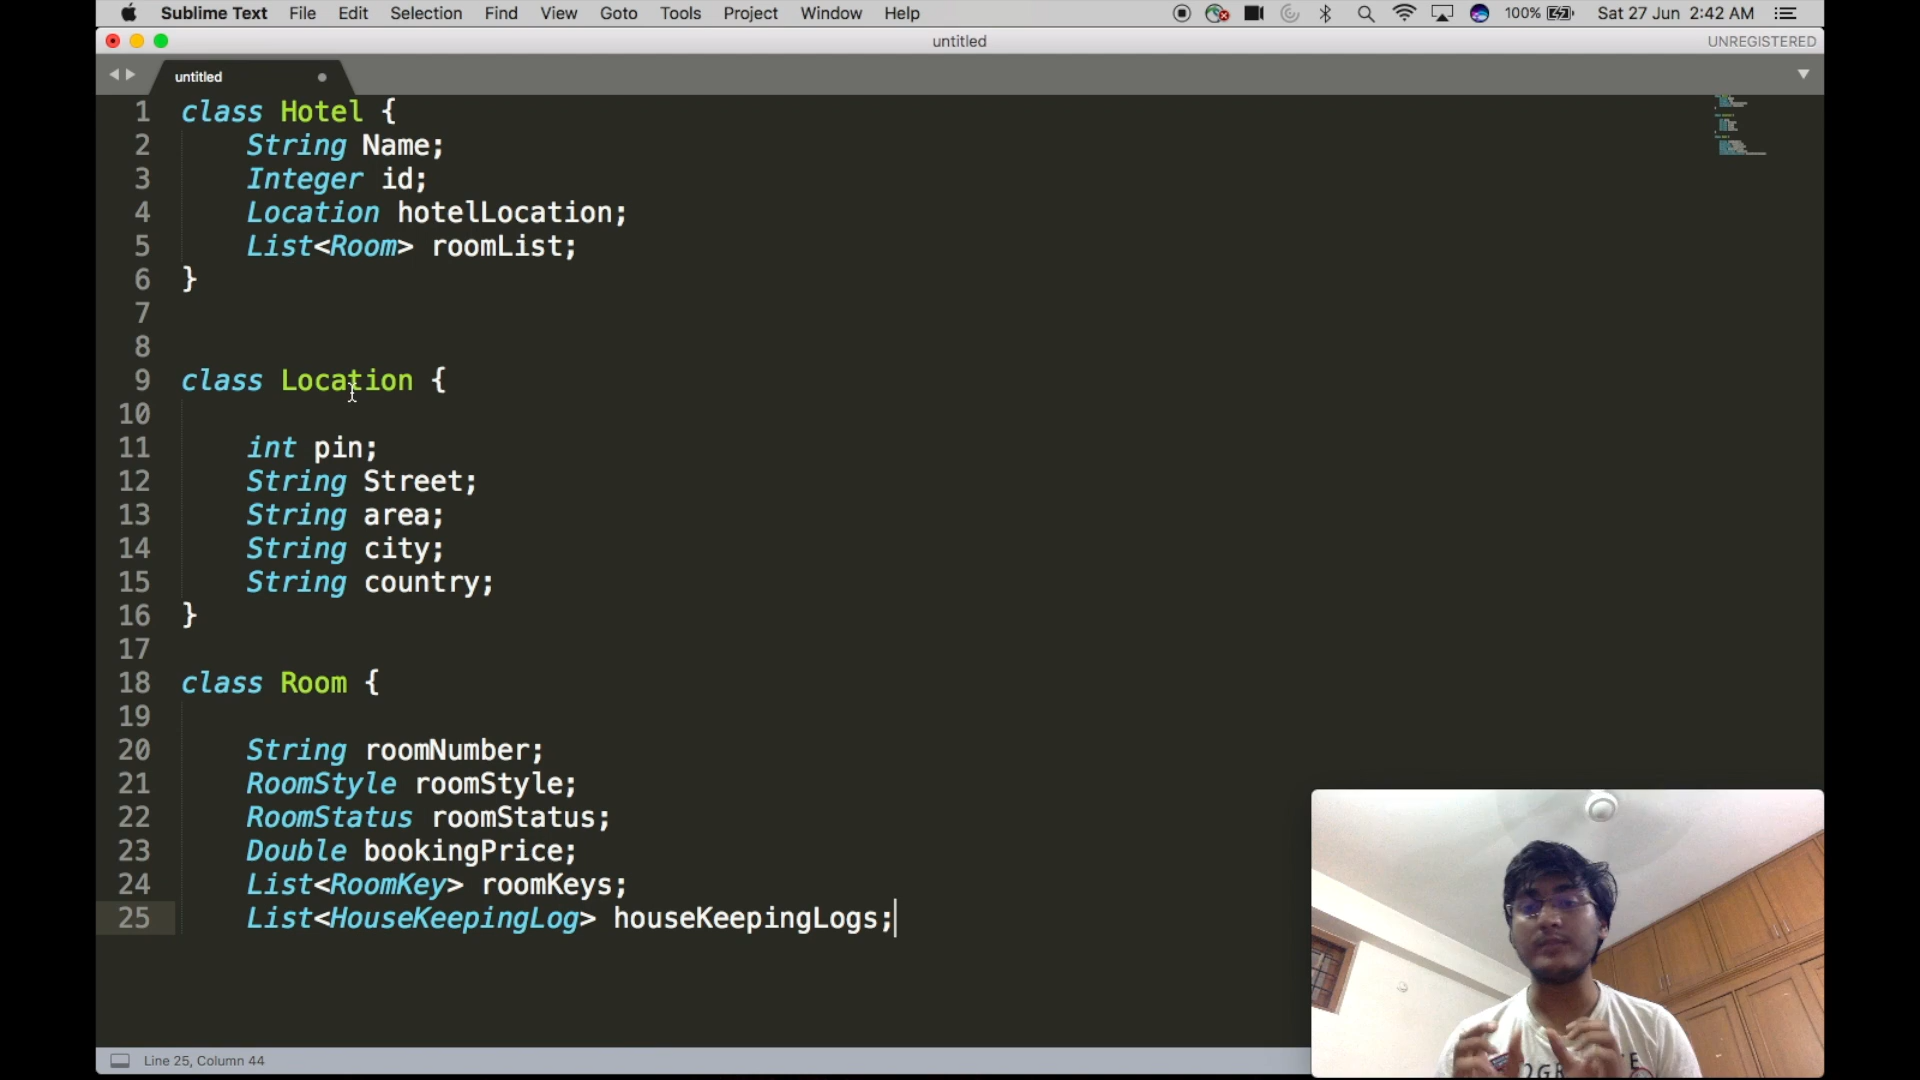 Sublime Text File Edit Selection Find View Goto Tools Project Window Help 100% Sat 27 Jun 2:42 AM
untitled UNREGISTERED
untitled
1 class Hotel {
2 String Name;
3 Integer id;
4 Location hotelLocation;
5 List<Room> roomList;
6 }
7
8
9 class Location {
10
11 int pin;
12 String Street;
13 String area;
14 String city;
15 String country;
16 }
17
18 class Room {
19
20 String roomNumber;
21 RoomStyle roomStyle;
22 RoomStatus roomStatus;
23 Double bookingPrice;
24 List<RoomKey> roomKeys;
25 List<HouseKeepingLog> houseKeepingLogs;
Line 25, Column 44